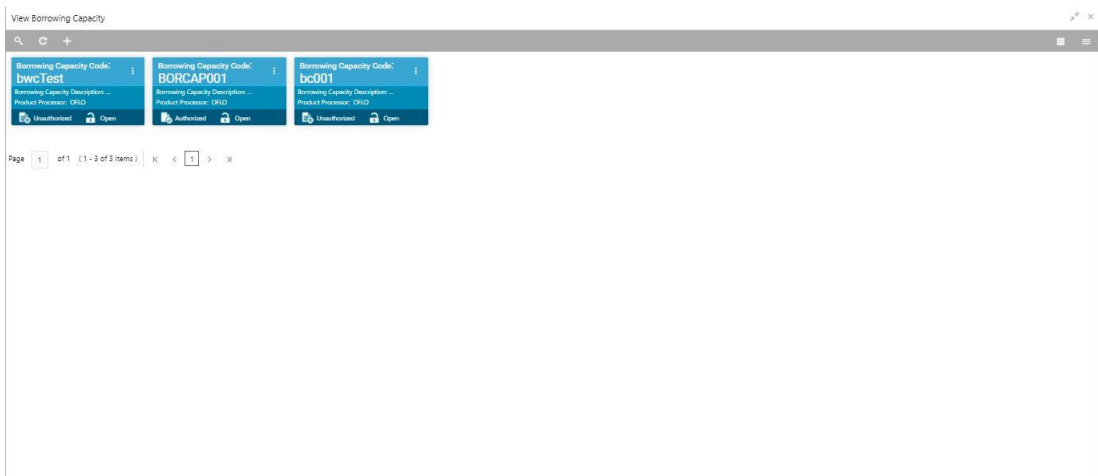 View Borrowing Capacity
Borrowing Capacity Code:
bwcTest
Borrowing Capacity Description: ...
Product Processor: OFLO
Unauthorized Open
Borrowing Capacity Code:
BORCAP001
Borrowing Capacity Description: ...
Product Processor: OFLO
Authorized Open
Borrowing Capacity Code:
bc001
Borrowing Capacity Description: ...
Product Processor: OFLO
Unauthorized Open
Page 1 of 1 (1 - 3 of 3 items) 1